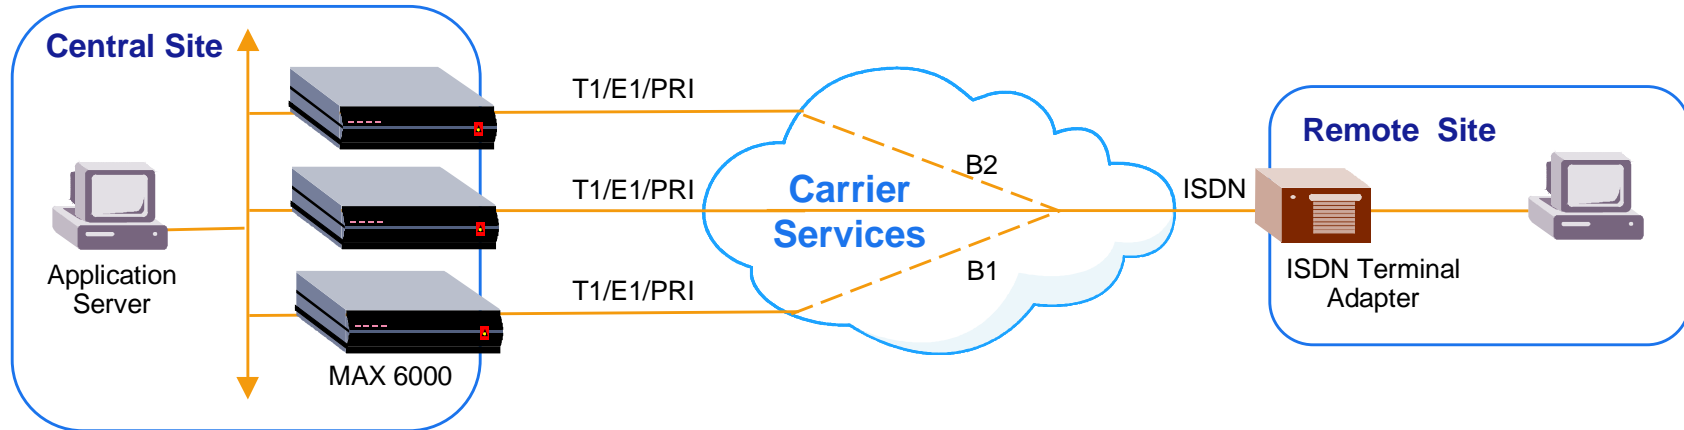 Central Site
Application
Server
MAX 6000
T1/E1/PRI
T1/E1/PRI
T1/E1/PRI
Carrier
Services
B2
B1
ISDN
Remote Site
ISDN Terminal
Adapter